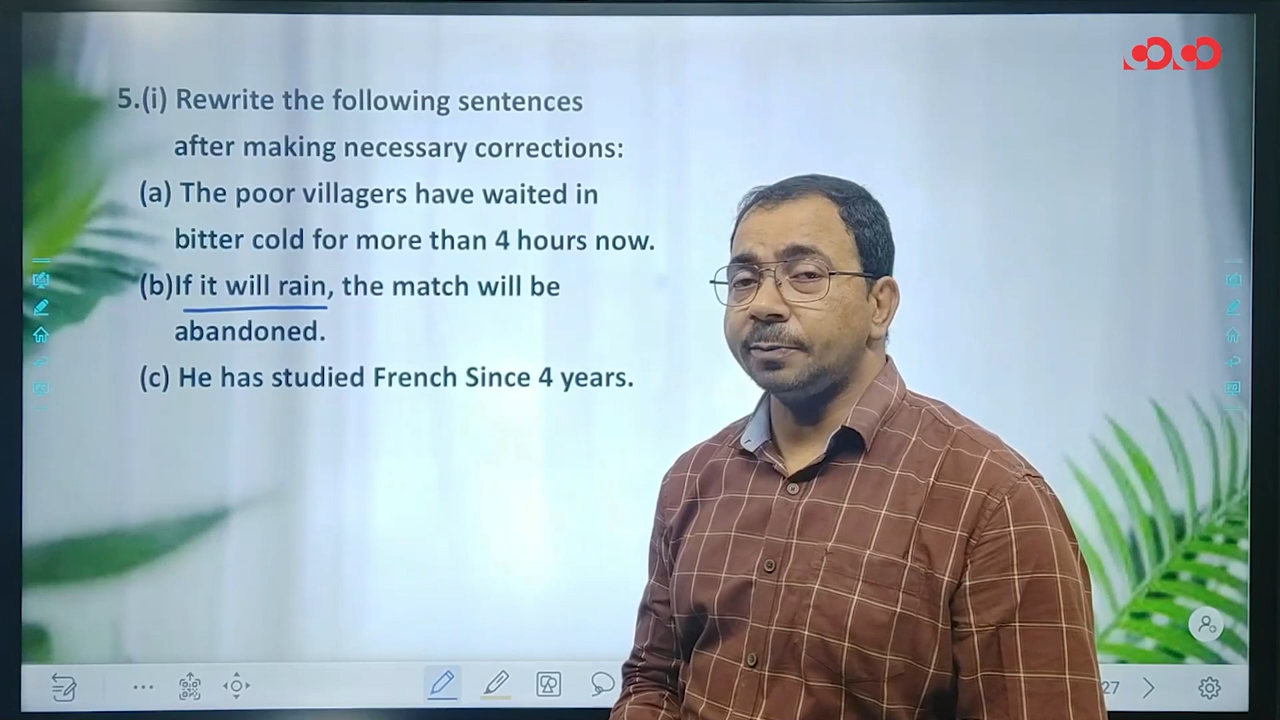 5.(i) Rewrite the following sentences
after making necessary corrections:
(a) The poor villagers have waited in
bitter cold for more than 4 hours now.
(b)If it will rain, the match will be
abandoned.
(c) He has studied French Since 4 years.
27